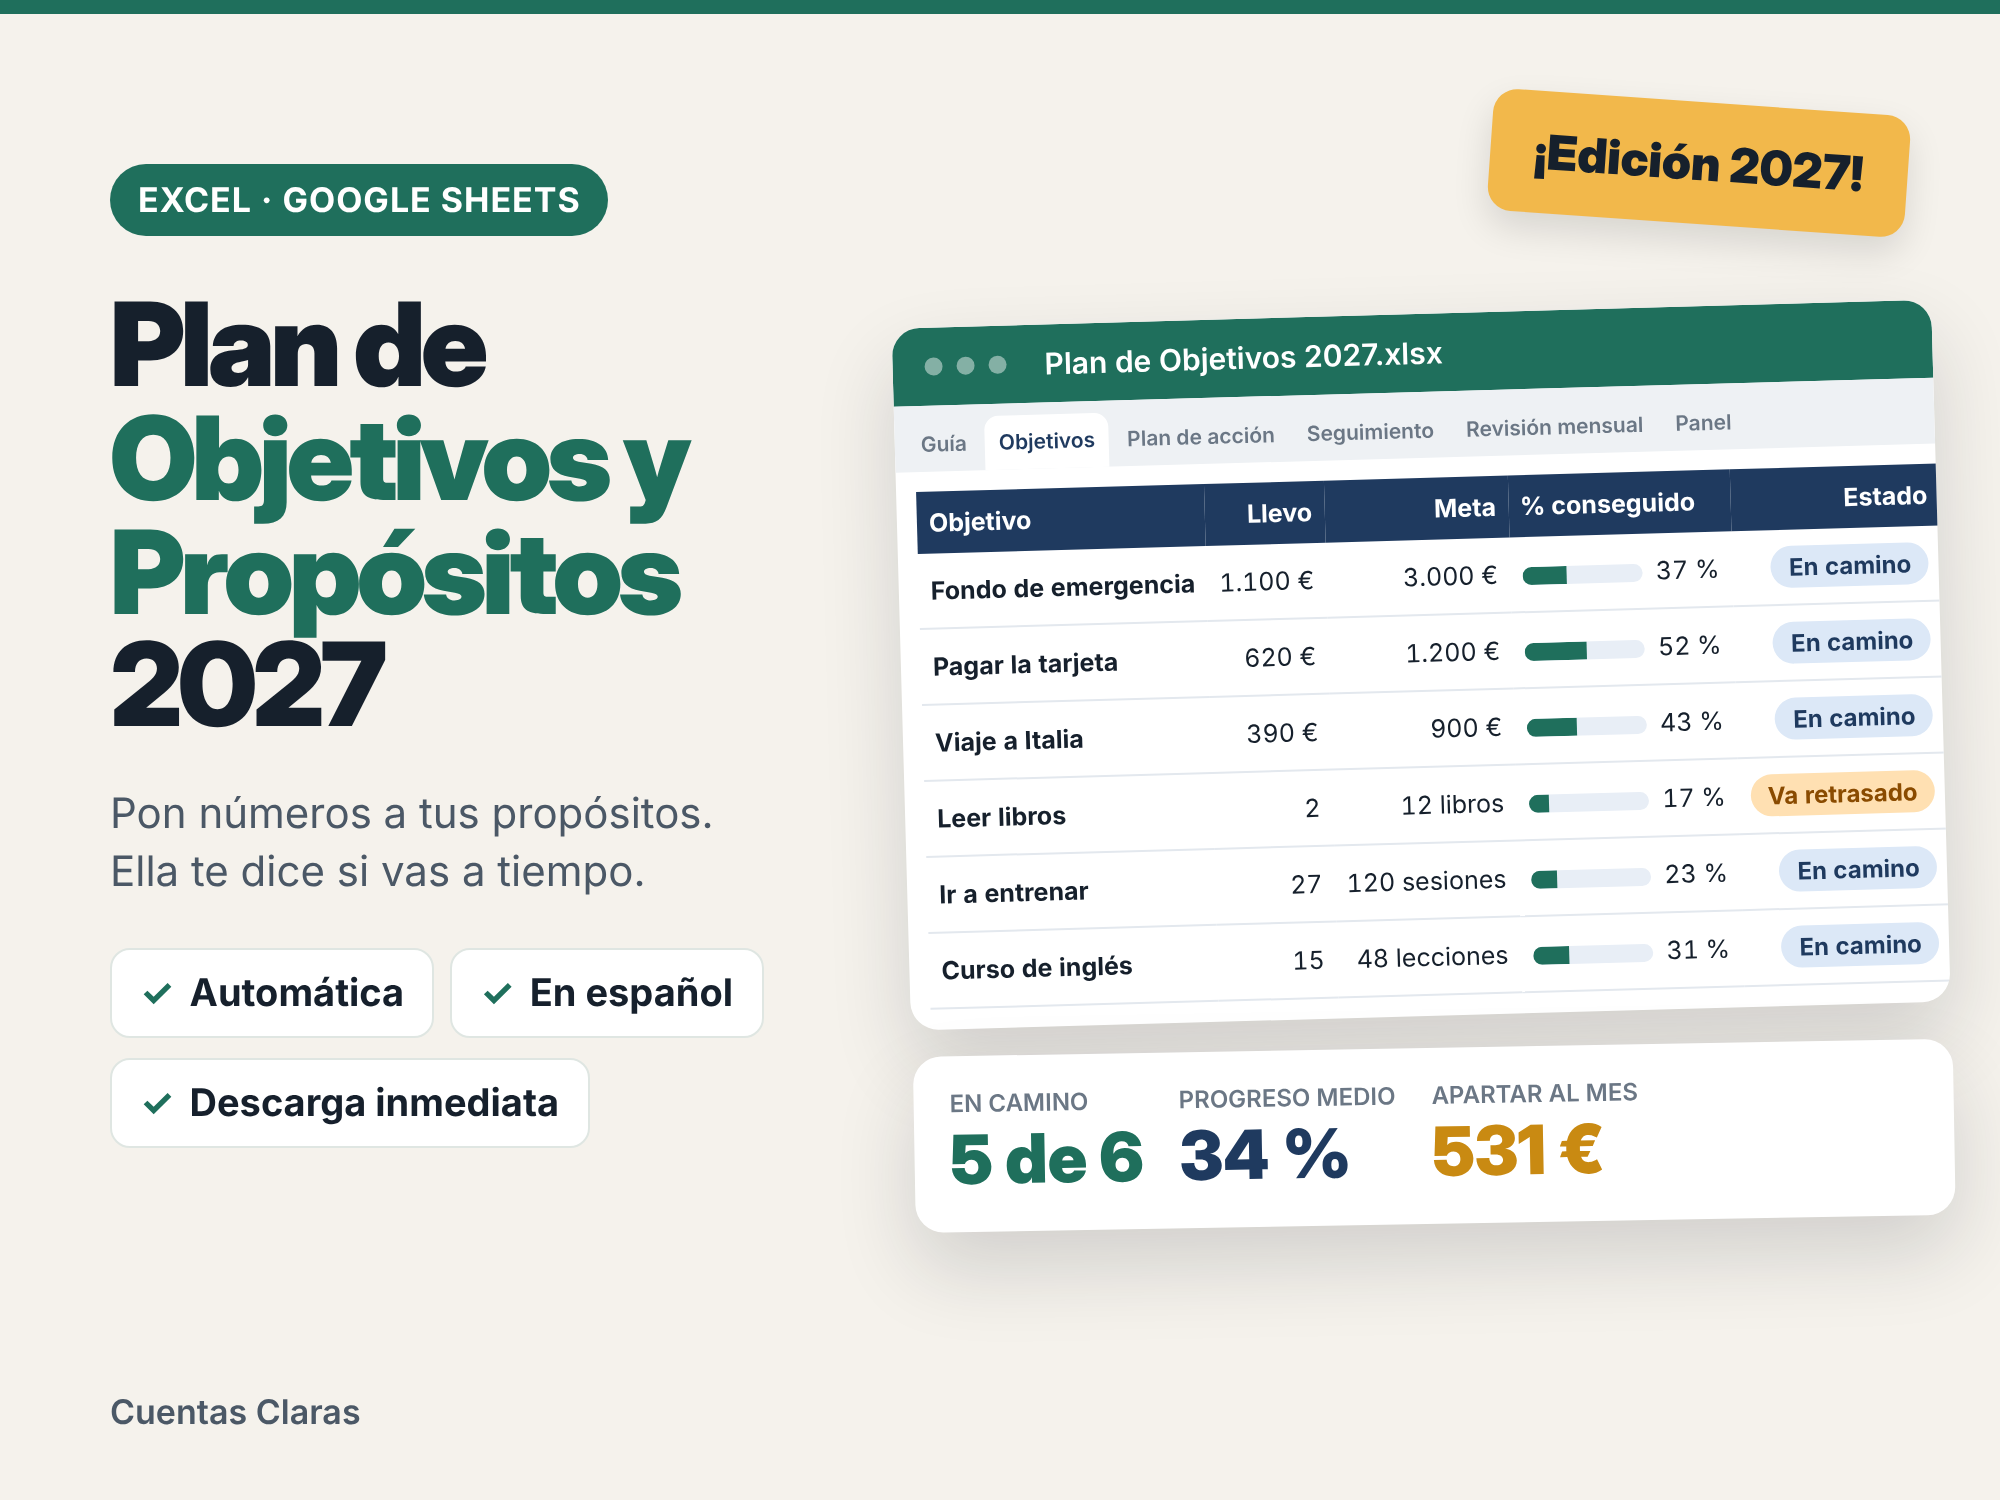 ¡Edición 2027!
EXCEL · GOOGLE SHEETS
Plan de
Objetivos y
Propósitos
2027
Pon números a tus propósitos.
Ella te dice si vas a tiempo.
✓ Automática ✓ En español
✓ Descarga inmediata
Plan de Objetivos 2027.xlsx
Guía Objetivos Plan de acción Seguimiento Revisión mensual Panel
Objetivo Llevo Meta % conseguido Estado
Fondo de emergencia 1.100 € 3.000 € 37 % En camino
Pagar la tarjeta 620 € 1.200 € 52 % En camino
Viaje a Italia 390 € 900 € 43 % En camino
Leer libros 2 12 libros 17 % Va retrasado
Ir a entrenar 27 120 sesiones 23 % En camino
Curso de inglés 15 48 lecciones 31 % En camino
EN CAMINO PROGRESO MEDIO APARTAR AL MES
5 de 6 34 % 531 €
Cuentas Claras